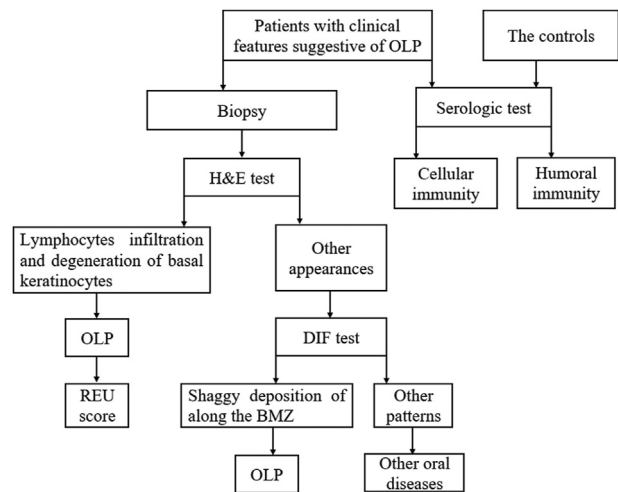 Patients with clinical
features suggestive of OLP
The controls
Biopsy
Serologic test
H&E test
Cellular
immunity
Humoral
immunity
Lymphocytes infiltration
and degeneration of basal
keratinocytes
Other
appearances
OLP
DIF test
REU
score
Shaggy deposition of
along the BMZ
Other
patterns
OLP
Other oral
diseases